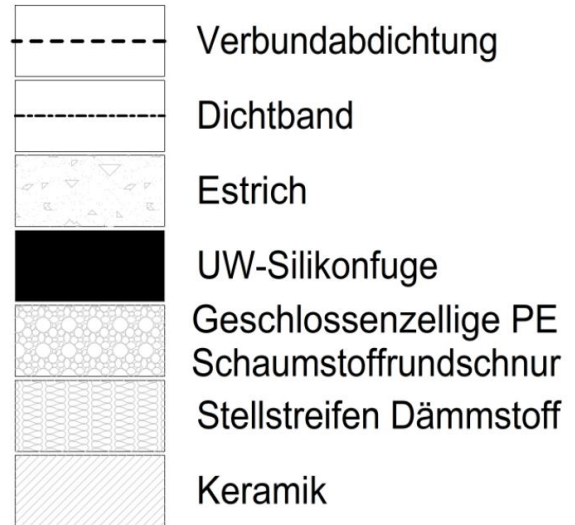 Verbundabdichtung
Dichtband
Estrich
UW-Silikonfuge
Geschlossenzellige PE
Schaumstoffrundschnur
Stellstreifen Dämmstoff
Keramik